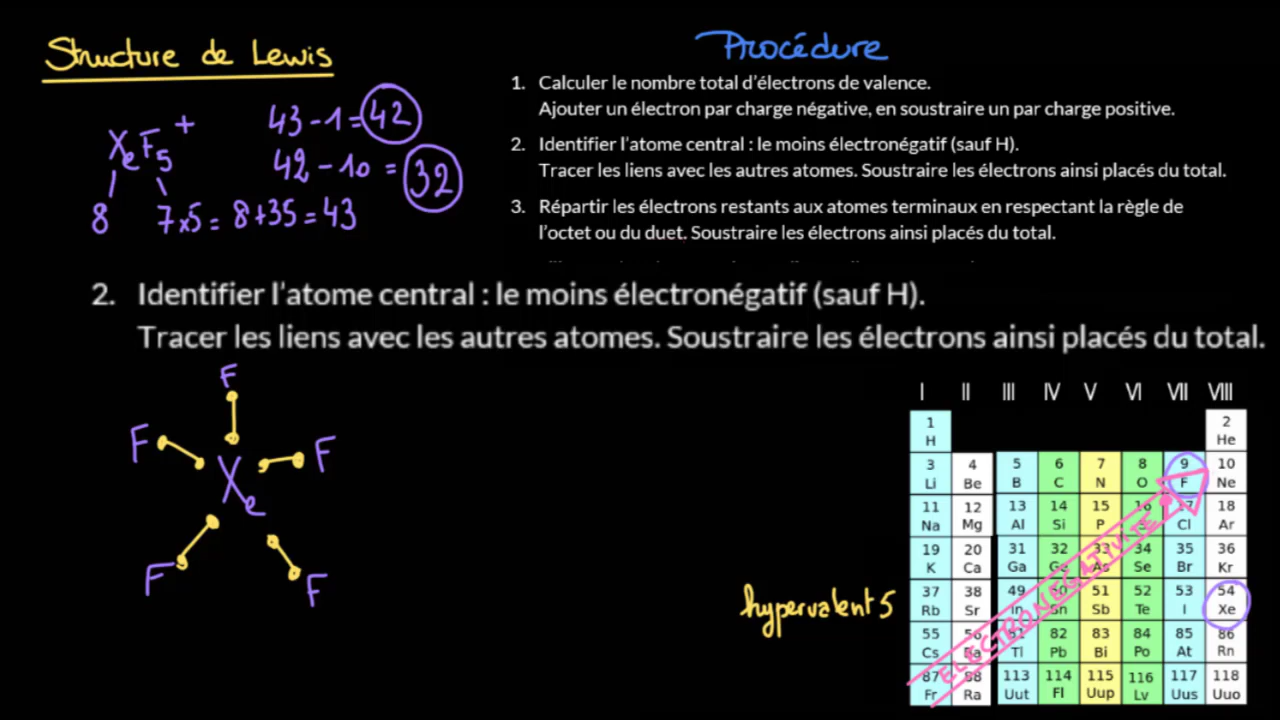 Structure de Lewis
XeF5+
43 - 1 = 42
42 - 10 = 32
8 7x5 = 8+35 = 43
Procédure
1. Calculer le nombre total d'électrons de valence.
Ajouter un électron par charge négative, en soustraire un par charge positive.
2. Identifier l'atome central : le moins électronégatif (sauf H).
Tracer les liens avec les autres atomes. Soustraire les électrons ainsi placés du total.
3. Répartir les électrons restants aux atomes terminaux en respectant la règle de
l'octet ou du duet. Soustraire les électrons ainsi placés du total.
2. Identifier l'atome central : le moins électronégatif (sauf H).
Tracer les liens avec les autres atomes. Soustraire les électrons ainsi placés du total.
F
F F
Xe
F F
hypervalent 5
I II III IV V VI VII VIII
1 2
H He
3 4 5 6 7 8 9 10
Li Be B C N O F Ne
11 12 13 14 15 16 17 18
Na Mg Al Si P S Cl Ar
19 20 31 32 33 34 35 36
K Ca Ga Ge As Se Br Kr
37 38 49 50 51 52 53 54
Rb Sr In Sn Sb Te I Xe
55 56 81 82 83 84 85 86
Cs Ba Tl Pb Bi Po At Rn
87 88 113 114 115 116 117 118
Fr Ra Uut Fl Uup Lv Uus Uuo
ELECTRONEGATIVITE